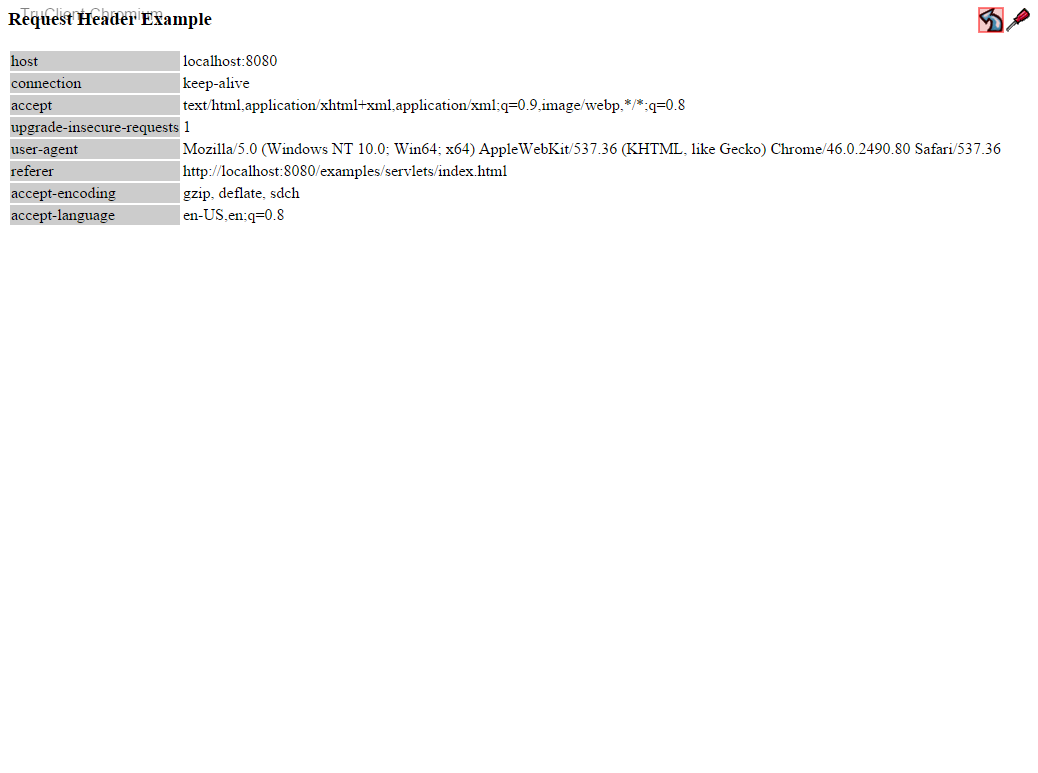 TruClient Chromium
Request Header Example
host localhost:8080
connection keep-alive
accept text/html,application/xhtml+xml,application/xml;q=0.9,image/webp,*/*;q=0.8
upgrade-insecure-requests 1
user-agent Mozilla/5.0 (Windows NT 10.0; Win64; x64) AppleWebKit/537.36 (KHTML, like Gecko) Chrome/46.0.2490.80 Safari/537.36
referer http://localhost:8080/examples/servlets/index.html
accept-encoding gzip, deflate, sdch
accept-language en-US,en;q=0.8